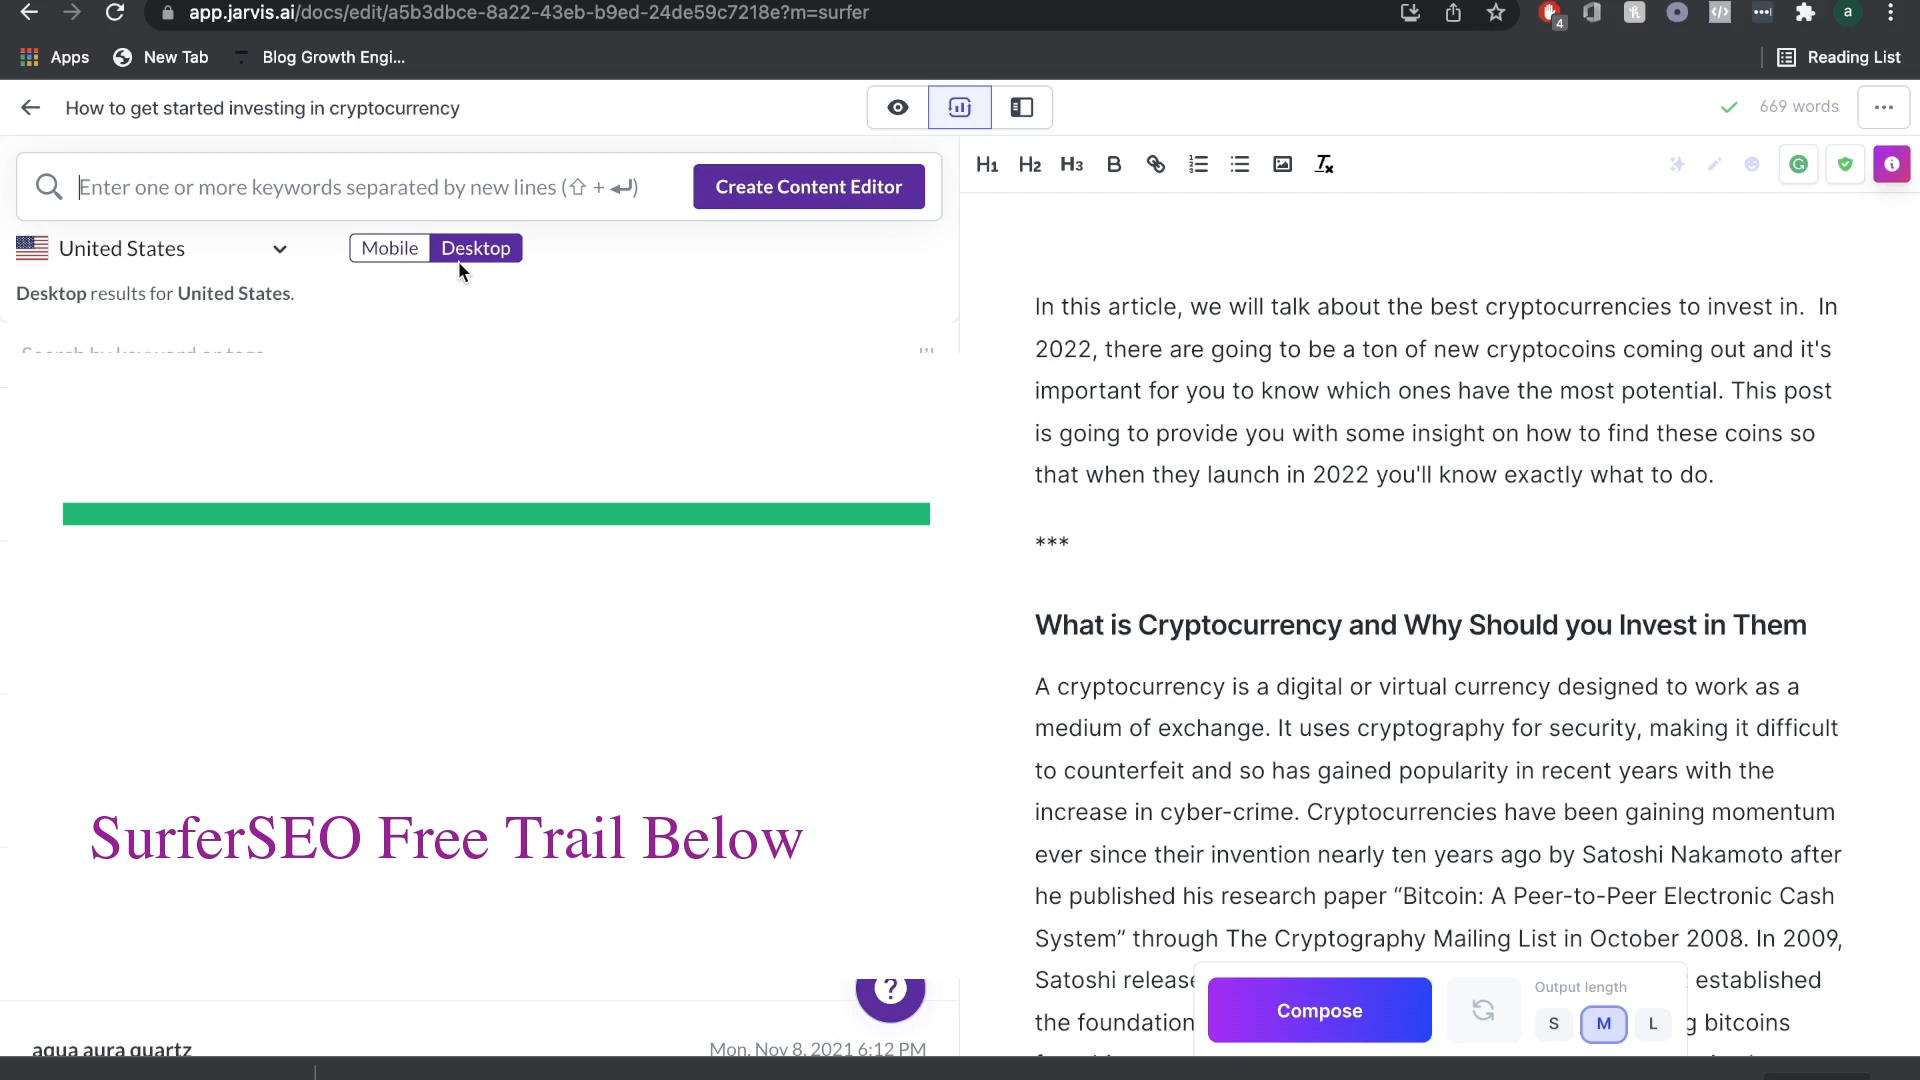 app.jarvis.ai/docs/edit/a5b3dbce-8a22-43eb-b9ed-24de59c7218e?m=surfer
4
a
Apps
New Tab
Blog Growth Engi...
Reading List
How to get started investing in cryptocurrency
669 words
Enter one or more keywords separated by new lines (⇧ + ↵)
Create Content Editor
H1 H2 H3 B
United States
Mobile
Desktop
Desktop results for United States.
In this article, we will talk about the best cryptocurrencies to invest in.  In
2022, there are going to be a ton of new cryptocoins coming out and it's
important for you to know which ones have the most potential. This post
is going to provide you with some insight on how to find these coins so
that when they launch in 2022 you'll know exactly what to do.
***
What is Cryptocurrency and Why Should you Invest in Them
A cryptocurrency is a digital or virtual currency designed to work as a
medium of exchange. It uses cryptography for security, making it difficult
to counterfeit and so has gained popularity in recent years with the
increase in cyber-crime. Cryptocurrencies have been gaining momentum
ever since their invention nearly ten years ago by Satoshi Nakamoto after
he published his research paper “Bitcoin: A Peer-to-Peer Electronic Cash
System” through The Cryptography Mailing List in October 2008. In 2009,
Satoshi established
the foundation bitcoins
SurferSEO Free Trail Below
?
Compose
Output length
S
M
L
aqua aura quartz
Mon, Nov 8, 2021 6:12 PM